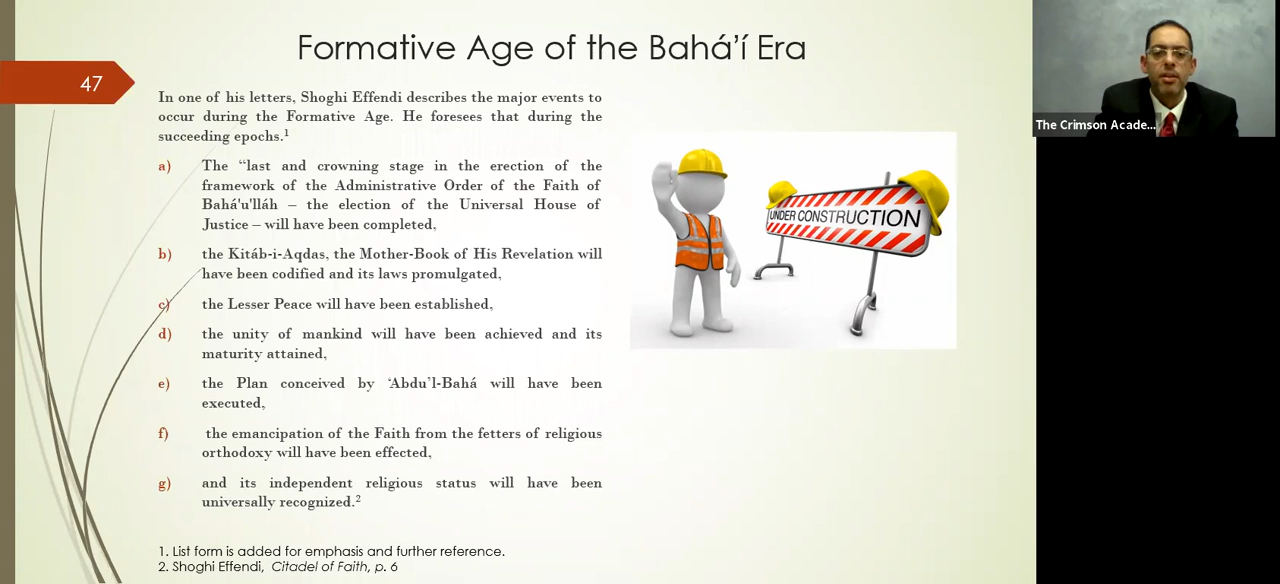 Formative Age of the Bahá’í Era
47
In one of his letters, Shoghi Effendi describes the major events to
occur during the Formative Age. He foresees that during the
succeeding epochs.1
a) The “last and crowning stage in the erection of the
framework of the Administrative Order of the Faith of
Bahá'u'lláh – the election of the Universal House of
Justice – will have been completed,
b) the Kitáb-i-Aqdas, the Mother-Book of His Revelation will
have been codified and its laws promulgated,
c) the Lesser Peace will have been established,
d) the unity of mankind will have been achieved and its
maturity attained,
e) the Plan conceived by ‘Abdu’l-Bahá will have been
executed,
f) the emancipation of the Faith from the fetters of religious
orthodoxy will have been effected,
g) and its independent religious status will have been
universally recognized.2
1. List form is added for emphasis and further reference.
2. Shoghi Effendi, Citadel of Faith, p. 6
UNDER CONSTRUCTION
The Crimson Acade...